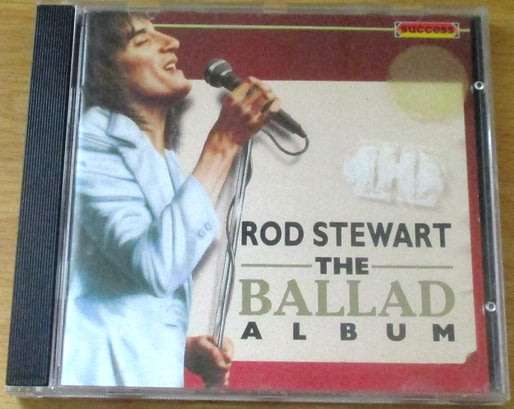 success
ROD STEWART
THE
BALLAD
ALBUM